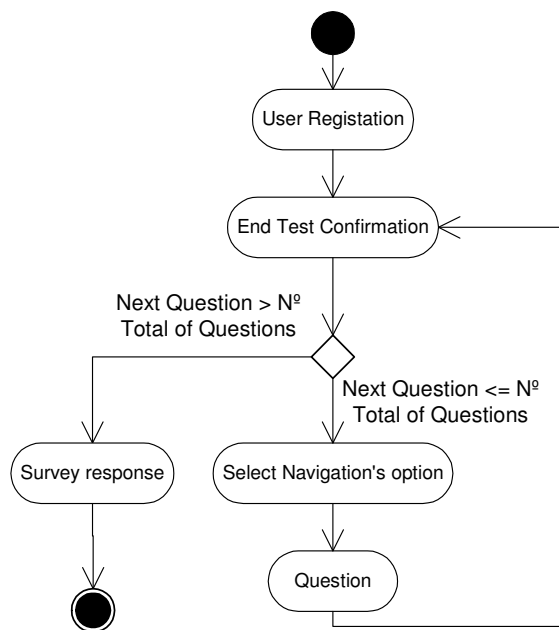 User Registation
End Test Confirmation
Next Question > Nº
Total of Questions
Next Question <= Nº
Total of Questions
Survey response
Select Navigation's option
Question